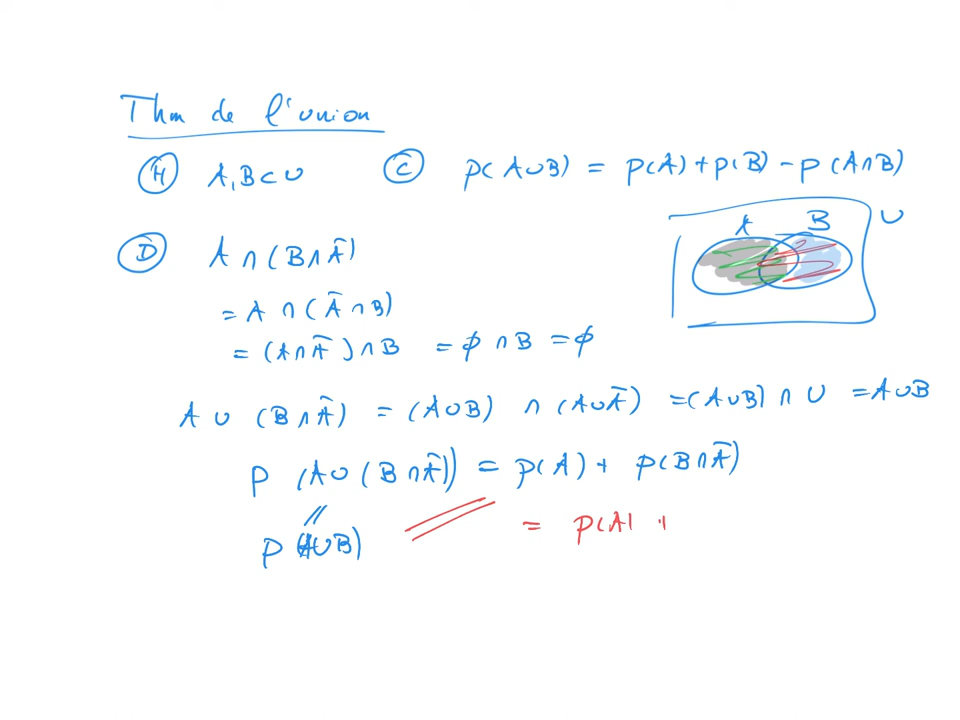 Thm de l'union
Ⓗ A,B⊂U Ⓒ p(A∪B) = p(A)+p(B)-p(A∩B)
A B U
Ⓓ A∩(B∩Ā)
= A∩(Ā∩B)
= (A∩Ā)∩B = ϕ∩B = ϕ
A∪(B∩Ā) = (A∪B) ∩ (A∪Ā) = (A∪B)∩U = A∪B
P(A∪(B∩Ā)) = p(A) + p(B∩Ā)
P(A∪B) = p(A) +